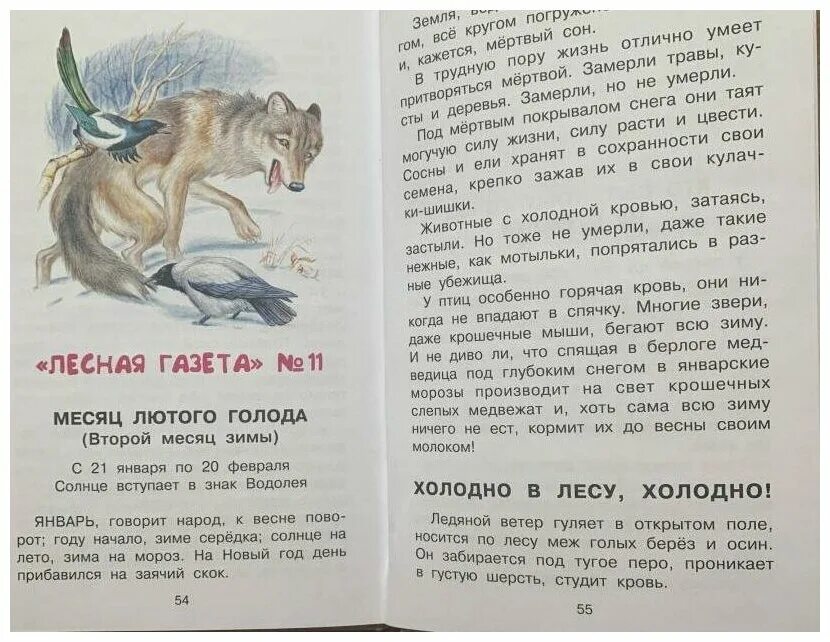 «ЛЕСНАЯ ГАЗЕТА» №11
МЕСЯЦ ЛЮТОГО ГОЛОДА
(Второй месяц зимы)
С 21 января по 20 февраля
Солнце вступает в знак Водолея
ЯНВАРЬ, говорит народ, к весне пово-
рот; году начало, зиме серёдка; солнце на
лето, зима на мороз. На Новый год день
прибавился на заячий скок.
54
Земля,
гом, всё кругом
и, кажется, мёртвый сон.
В трудную пору жизнь отлично умеет
притворяться мёртвой. Замерли травы, ку-
сты и деревья. Замерли, но не умерли.
Под мёртвым покрывалом снега они таят
могучую силу жизни, силу расти и цвести.
Сосны и ели хранят в сохранности свои
семена, крепко зажав их в свои кулач-
ки-шишки.
Животные с холодной кровью, затаясь,
застыли. Но тоже не умерли, даже такие
нежные, как мотыльки, попрятались в раз-
ные убежища.
У птиц особенно горячая кровь, они ни-
когда не впадают в спячку. Многие звери,
даже крошечные мыши, бегают всю зиму.
И не диво ли, что спящая в берлоге мед-
ведица под глубоким снегом в январские
морозы производит на свет крошечных
слепых медвежат и, хоть сама всю зиму
ничего не ест, кормит их до весны своим
молоком!
ХОЛОДНО В ЛЕСУ, ХОЛОДНО!
Ледяной ветер гуляет в открытом поле,
носится по лесу меж голых берёз и осин.
Он забирается под тугое перо, проникает
в густую шерсть, студит кровь.
55